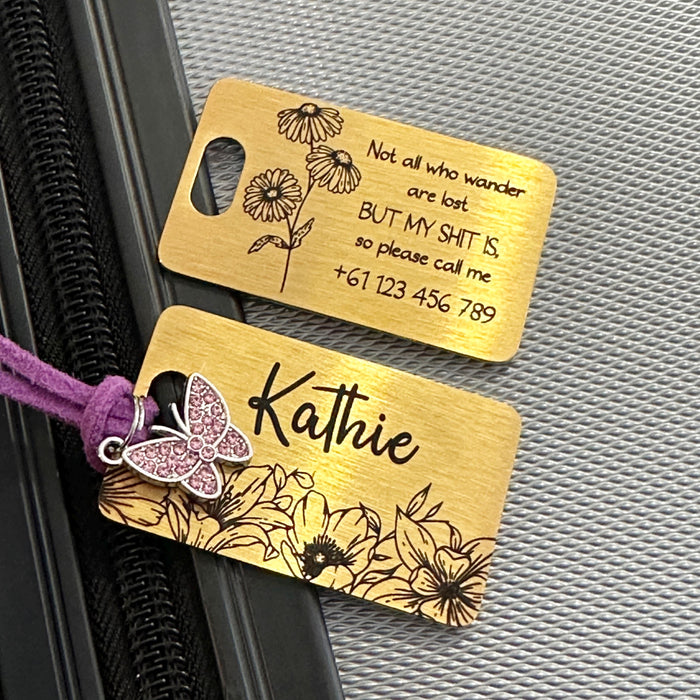 Not all who wander
are lost
BUT MY SHIT IS,
so please call me
+61 123 456 789
Kathie